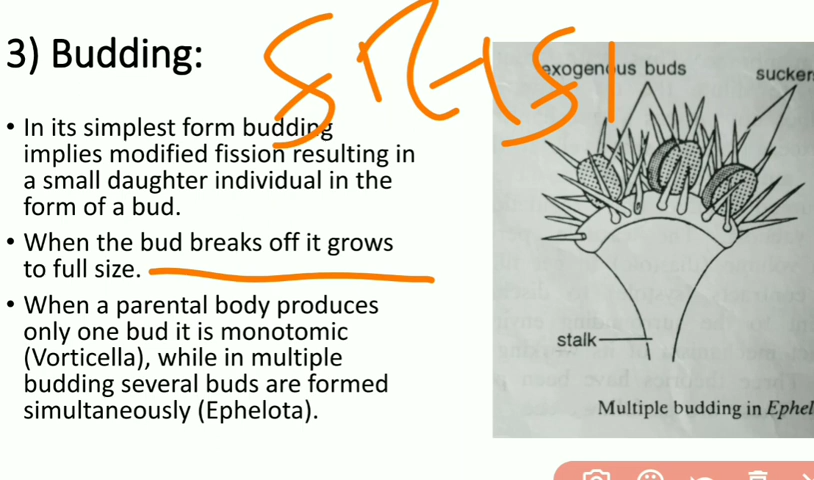 3) Budding:
• In its simplest form budding
implies modified fission resulting in
a small daughter individual in the
form of a bud.
• When the bud breaks off it grows
to full size.
• When a parental body produces
only one bud it is monotomic
(Vorticella), while in multiple
budding several buds are formed
simultaneously (Ephelota).
exogenous buds
sucker
stalk
Multiple budding in Ephel